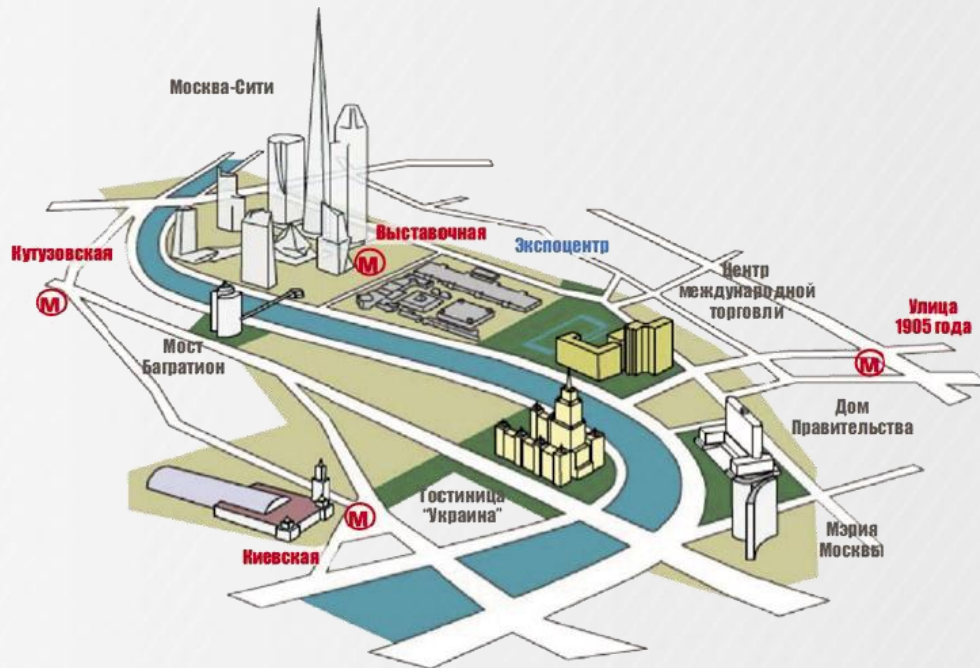 Москва-Сити
Выставочная
Экспоцентр
Кутузовская
М
М
Центр
международной
торговли
Улица
1905 года
М
Мост
Багратион
Дом
Правительства
Гостиница
"Украина"
М
Киевская
Мэрия
Москвы